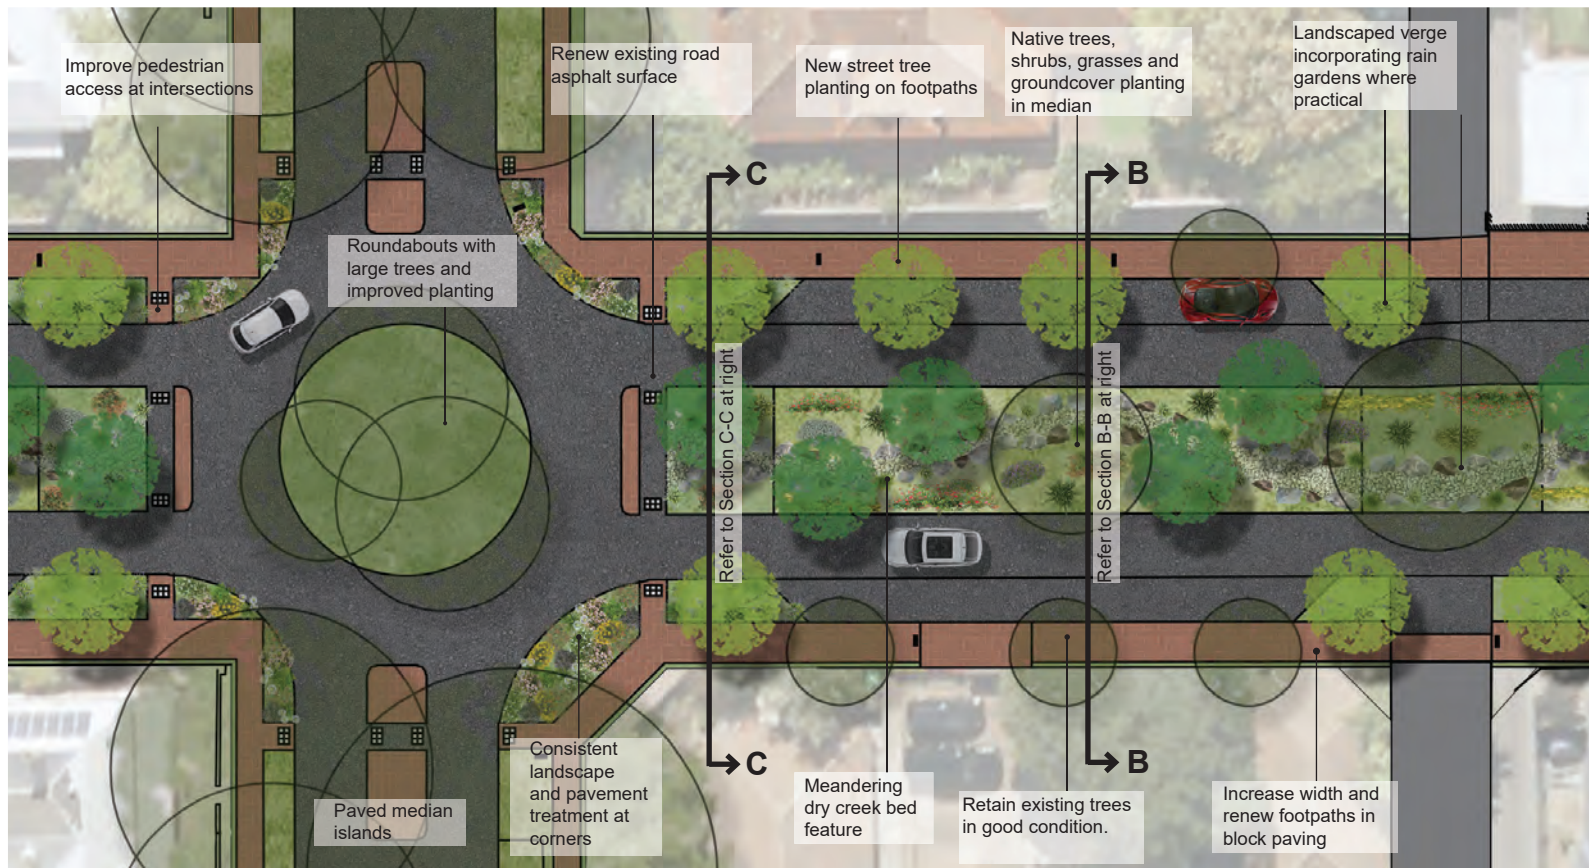 Improve pedestrian
access at intersections
Renew existing road
asphalt surface
New street tree
planting on footpaths
Native trees,
shrubs, grasses and
groundcover planting
in median
Landscaped verge
incorporating rain
gardens where
practical
C
B
Roundabouts with
large trees and
improved planting
Refer to Section C-C at right
Refer to Section B-B at right
Consistent
landscape
and pavement
treatment at
corners
Paved median
islands
C
B
Meandering
dry creek bed
feature
Retain existing trees
in good condition.
Increase width and
renew footpaths in
block paving